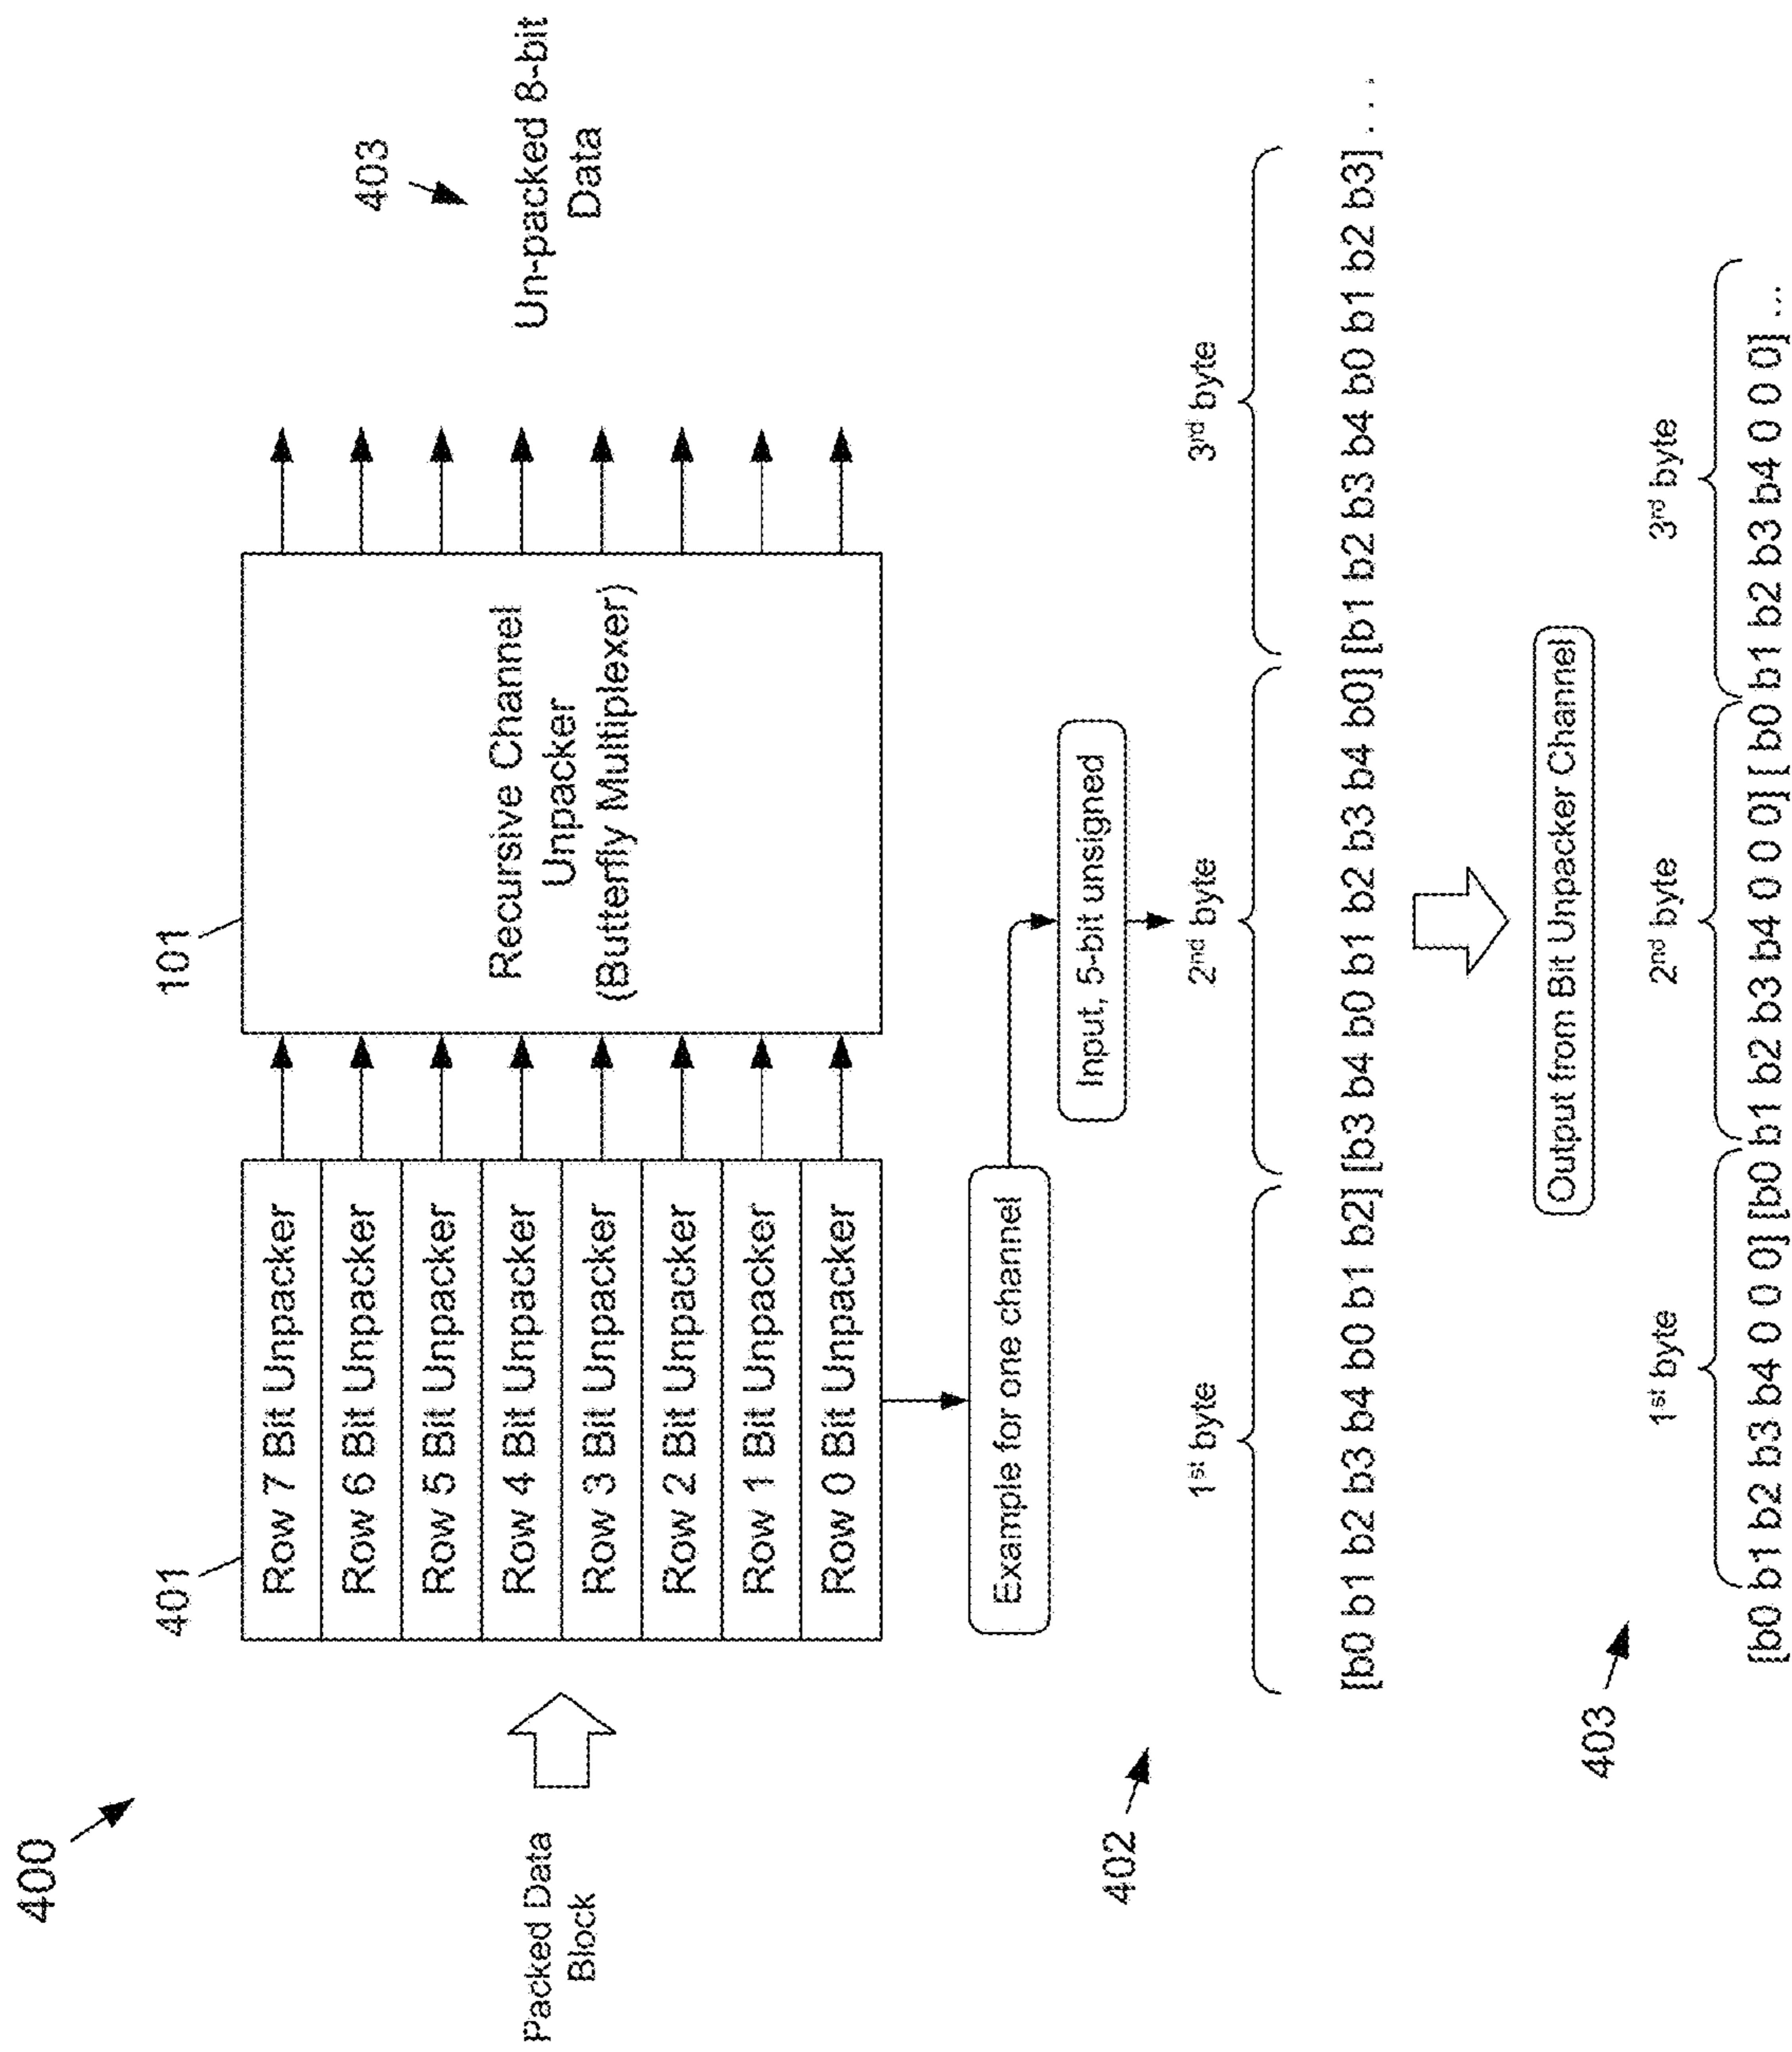 400
401
101
403
Packed Data
Block
Row 7 Bit Unpacker
Row 6 Bit Unpacker
Row 5 Bit Unpacker
Row 4 Bit Unpacker
Row 3 Bit Unpacker
Row 2 Bit Unpacker
Row 1 Bit Unpacker
Row 0 Bit Unpacker
Recursive Channel
Unpacker
(Butterfly Multiplexer)
Un-packed 8-bit
Data
Example for one channel
Input, 5-bit unsigned
402
1st byte
2nd byte
3rd byte
[b0 b1 b2 b3 b4 b0 b1 b2] [b3 b4 b0 b1 b2 b3 b4 b0] [b1 b2 b3 b4 b0 b1 b2 b3]. . .
Output from Bit Unpacker Channel
403
1st byte
2nd byte
3rd byte
[b0 b1 b2 b3 b4 0 0 0] [b0 b1 b2 b3 b4 0 0 0] [ b0 b1 b2 b3 b4 0 0 0] ...